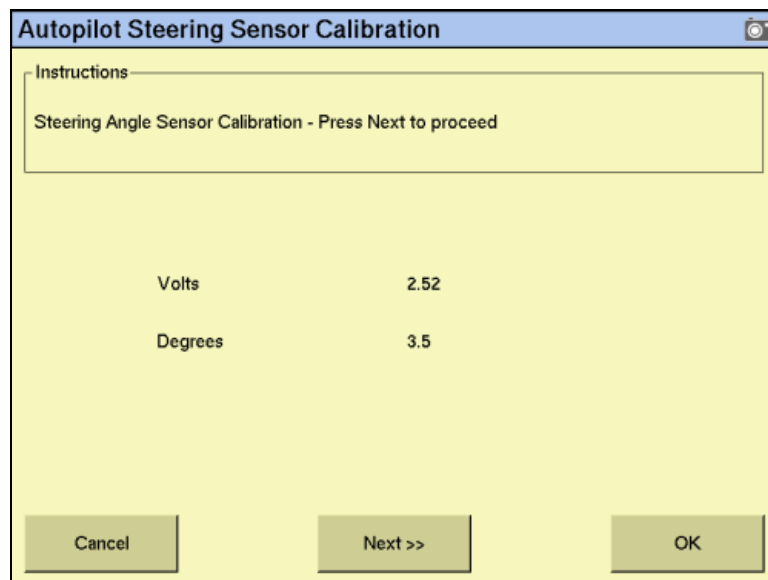 Autopilot Steering Sensor Calibration
Instructions
Steering Angle Sensor Calibration - Press Next to proceed
Volts 2.52
Degrees 3.5
Cancel Next >> OK